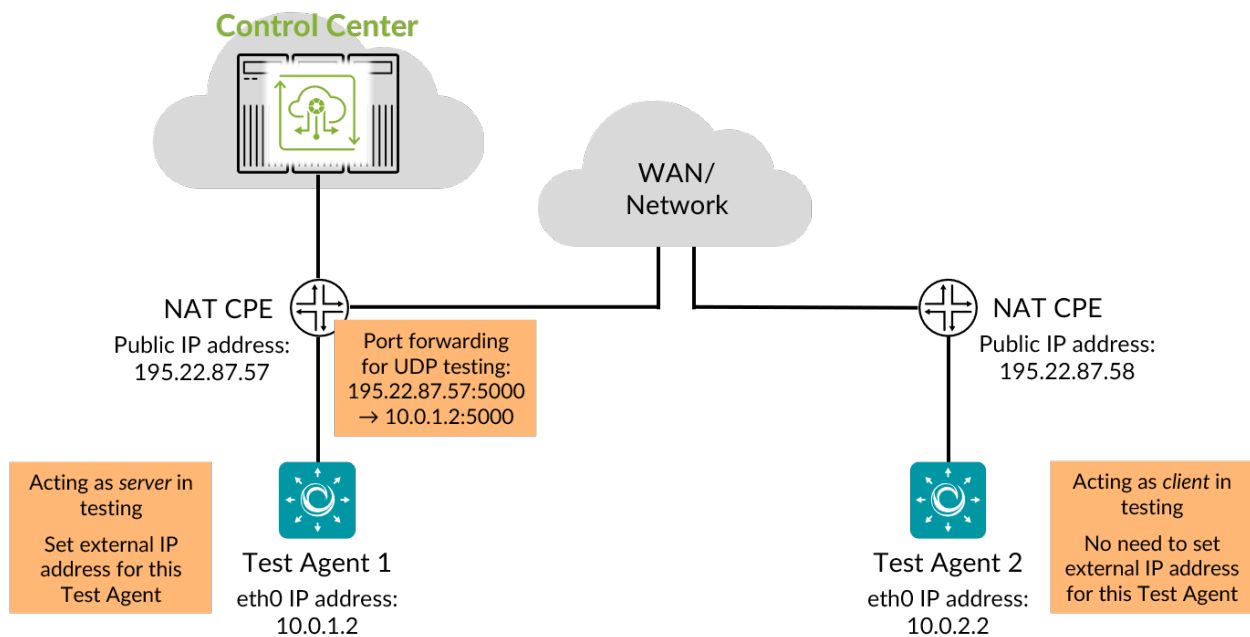 Control Center
WAN/
Network
NAT CPE
Public IP address:
195.22.87.57
Port forwarding
for UDP testing:
195.22.87.57:5000
→ 10.0.1.2:5000
NAT CPE
Public IP address:
195.22.87.58
Acting as server in
testing
Set external IP
address for this
Test Agent
Test Agent 1
eth0 IP address:
10.0.1.2
Test Agent 2
eth0 IP address:
10.0.2.2
Acting as client in
testing
No need to set
external IP address
for this Test Agent